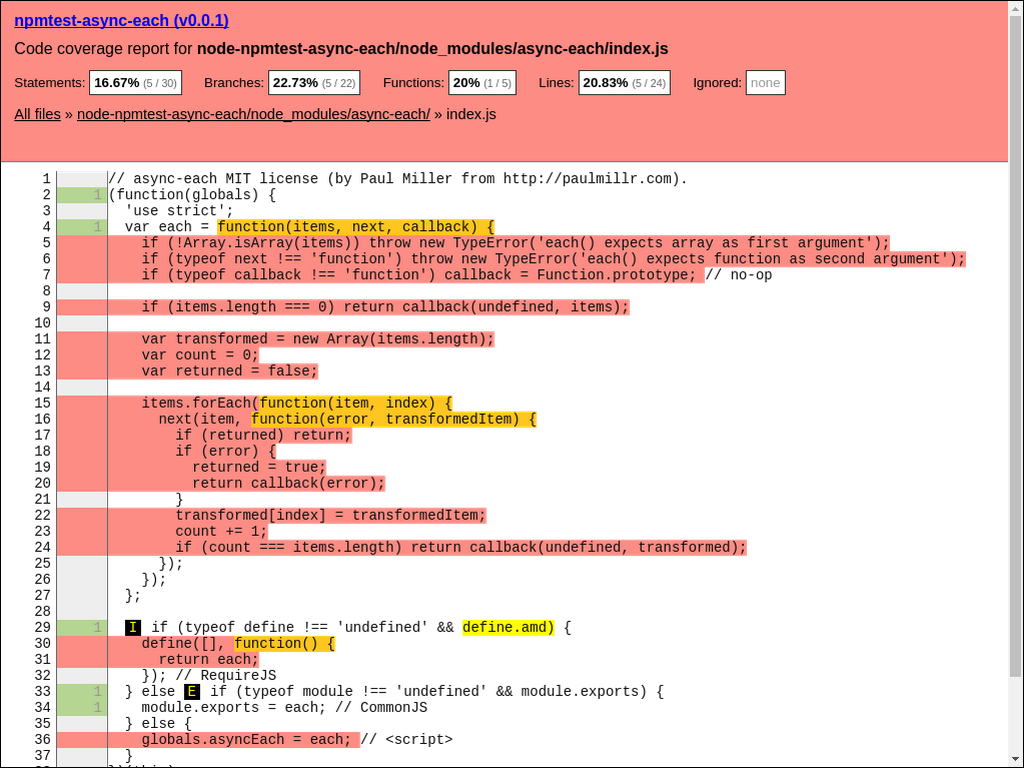 npmtest-async-each (v0.0.1)
Code coverage report for node-npmtest-async-each/node_modules/async-each/index.js
Statements: 16.67% (5 / 30) Branches: 22.73% (5 / 22) Functions: 20% (1 / 5) Lines: 20.83% (5 / 24) Ignored: none
All files » node-npmtest-async-each/node_modules/async-each/ » index.js
1 // async-each MIT license (by Paul Miller from http://paulmillr.com).
2 1 (function(globals) {
3 'use strict';
4 1 var each = function(items, next, callback) {
5 if (!Array.isArray(items)) throw new TypeError('each() expects array as first argument');
6 if (typeof next !== 'function') throw new TypeError('each() expects function as second argument');
7 if (typeof callback !== 'function') callback = Function.prototype; // no-op
8
9 if (items.length === 0) return callback(undefined, items);
10
11 var transformed = new Array(items.length);
12 var count = 0;
13 var returned = false;
14
15 items.forEach(function(item, index) {
16 next(item, function(error, transformedItem) {
17 if (returned) return;
18 if (error) {
19 returned = true;
20 return callback(error);
21 }
22 transformed[index] = transformedItem;
23 count += 1;
24 if (count === items.length) return callback(undefined, transformed);
25 });
26 });
27 };
28
29 1 I if (typeof define !== 'undefined' && define.amd) {
30 define([], function() {
31 return each;
32 }); // RequireJS
33 1 } else E if (typeof module !== 'undefined' && module.exports) {
34 1 module.exports = each; // CommonJS
35 } else {
36 globals.asyncEach = each; // <script>
37 }